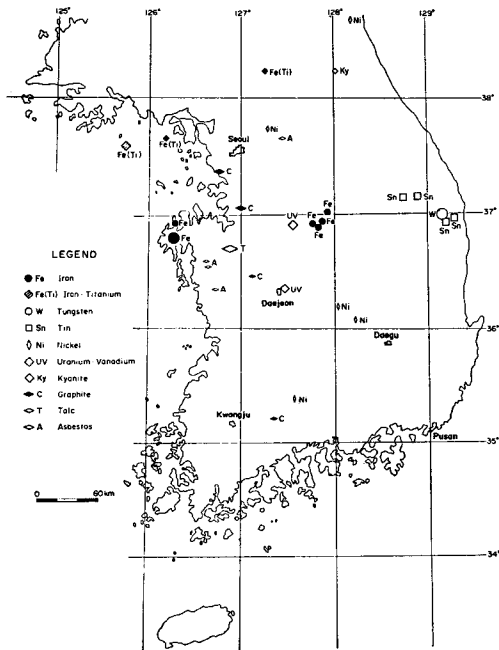 125° 126° 127° 128° 129°
Ni
Fe(Ti) Ky
38°
Ni
Fe(Ti) Seoul A
Fe(Ti)
C
Sn Sn
C Fe
37°
Fe UV Fe Fe W
Fe Sn Sn
Fe T
A
A C
A Daejeon UV
Ni
Ni
36°
Daegu
Ni
Kwangju C
Pusan
35°
34°
LEGEND
Fe Iron
Fe(Ti) Iron-Titanium
W Tungsten
Sn Tin
Ni Nickel
UV Uranium-Vanadium
Ky Kyanite
C Graphite
T Talc
A Asbestos
0 60km